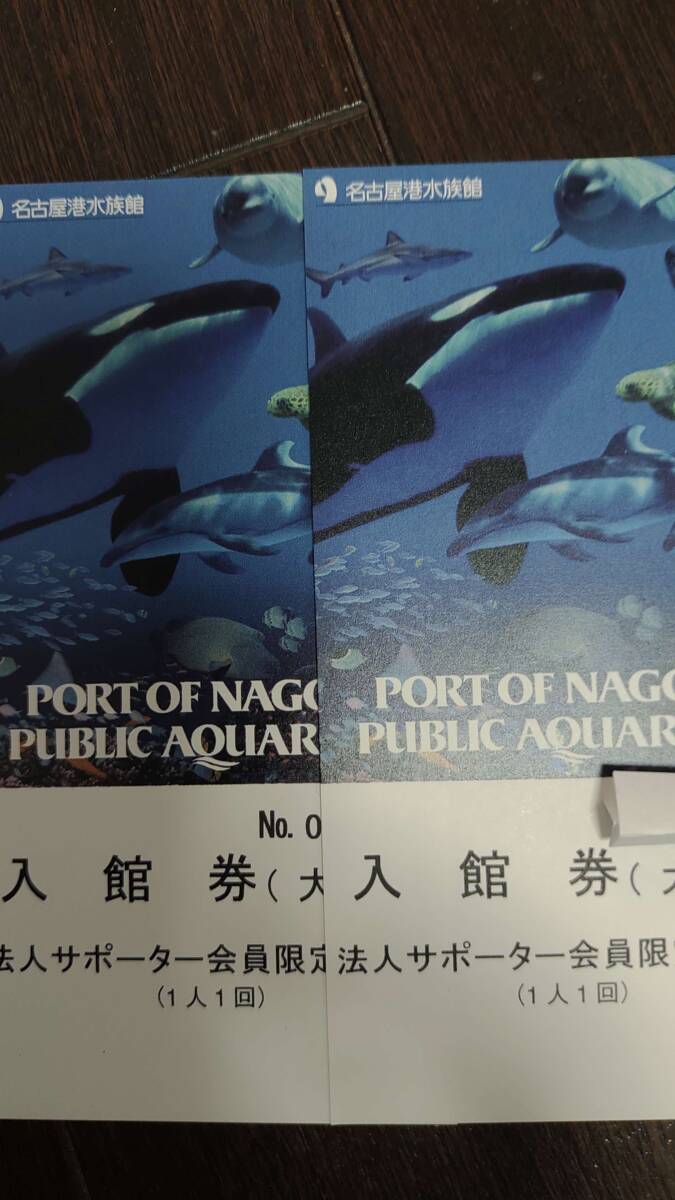 名古屋港水族館
PORT OF NAGO
PUBLIC AQUAR
No. 0
入館券(大
法人サポーター会員限定
(1人1回)
名古屋港水族館
PORT OF NAGO
PUBLIC AQUAR
入館券(
法人サポーター会員限
(1人1回)